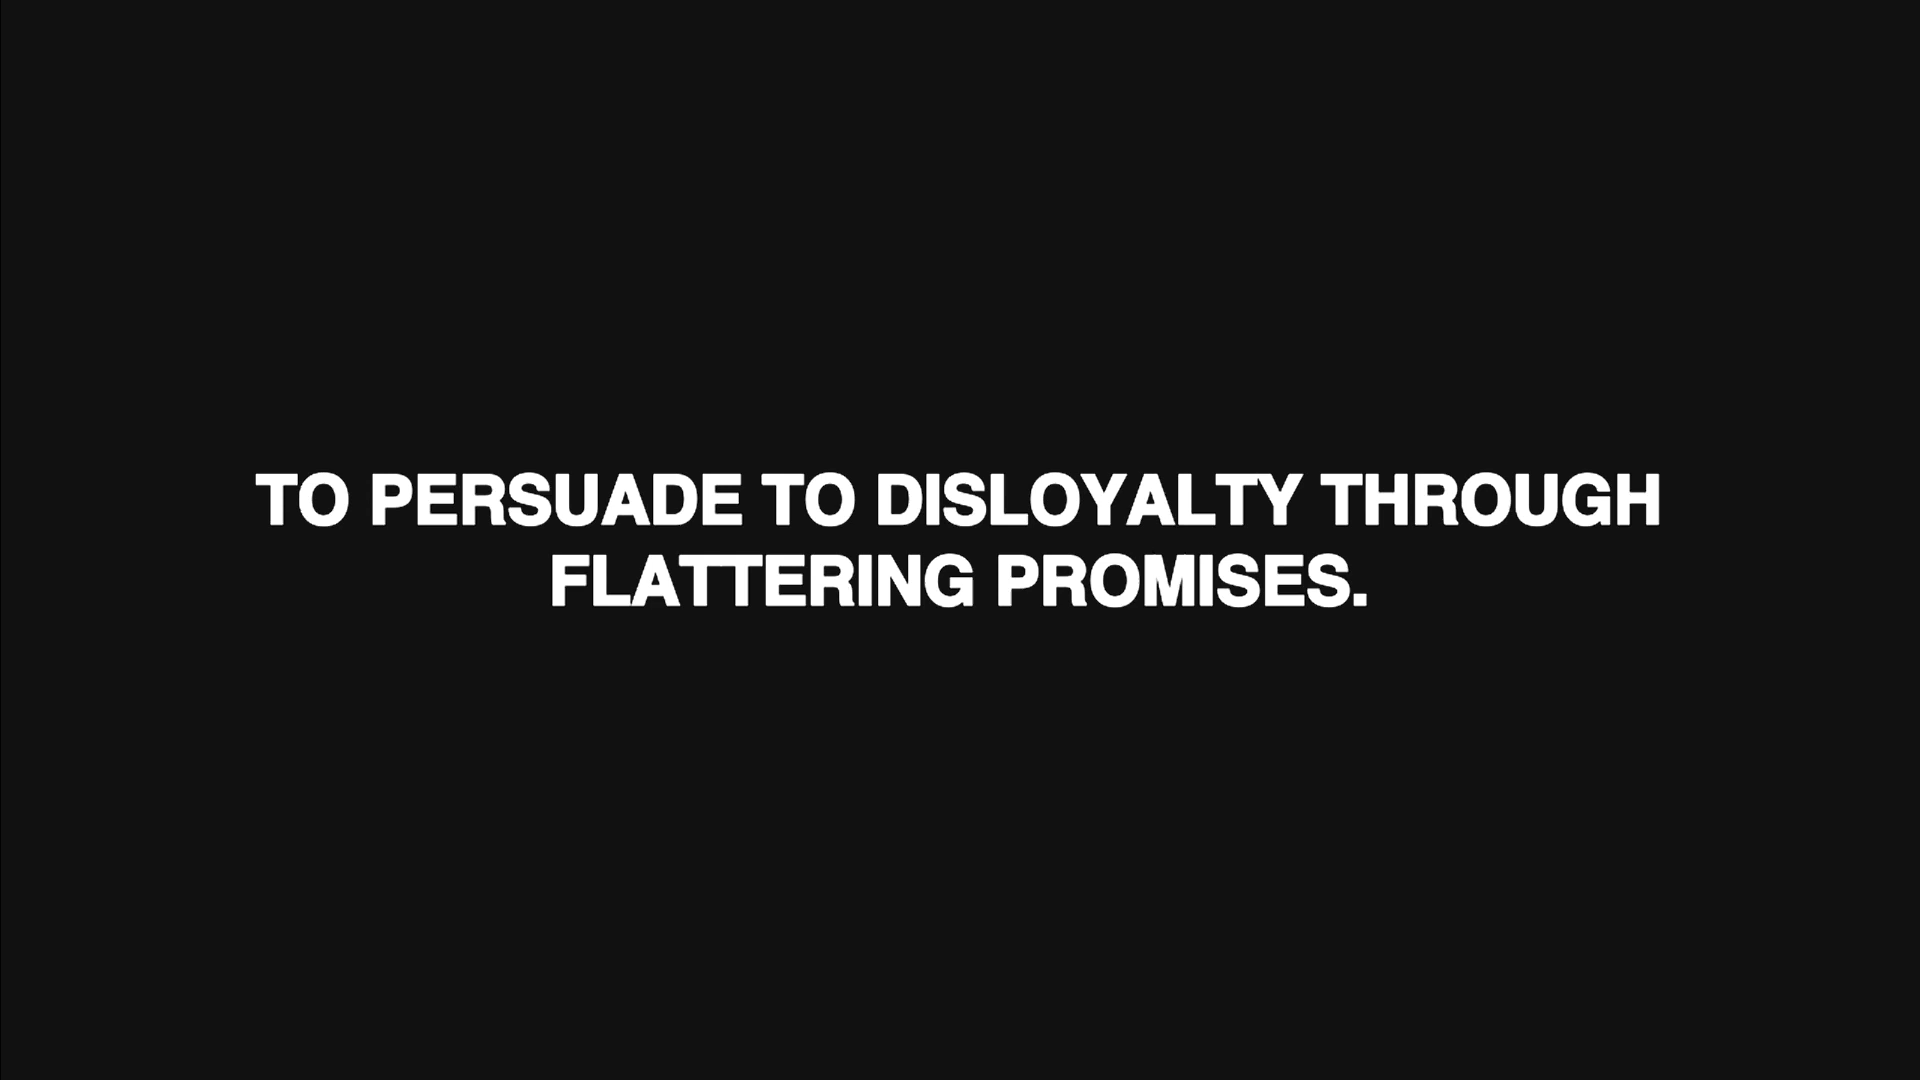 TO PERSUADE TO DISLOYALTY THROUGH
FLATTERING PROMISES.